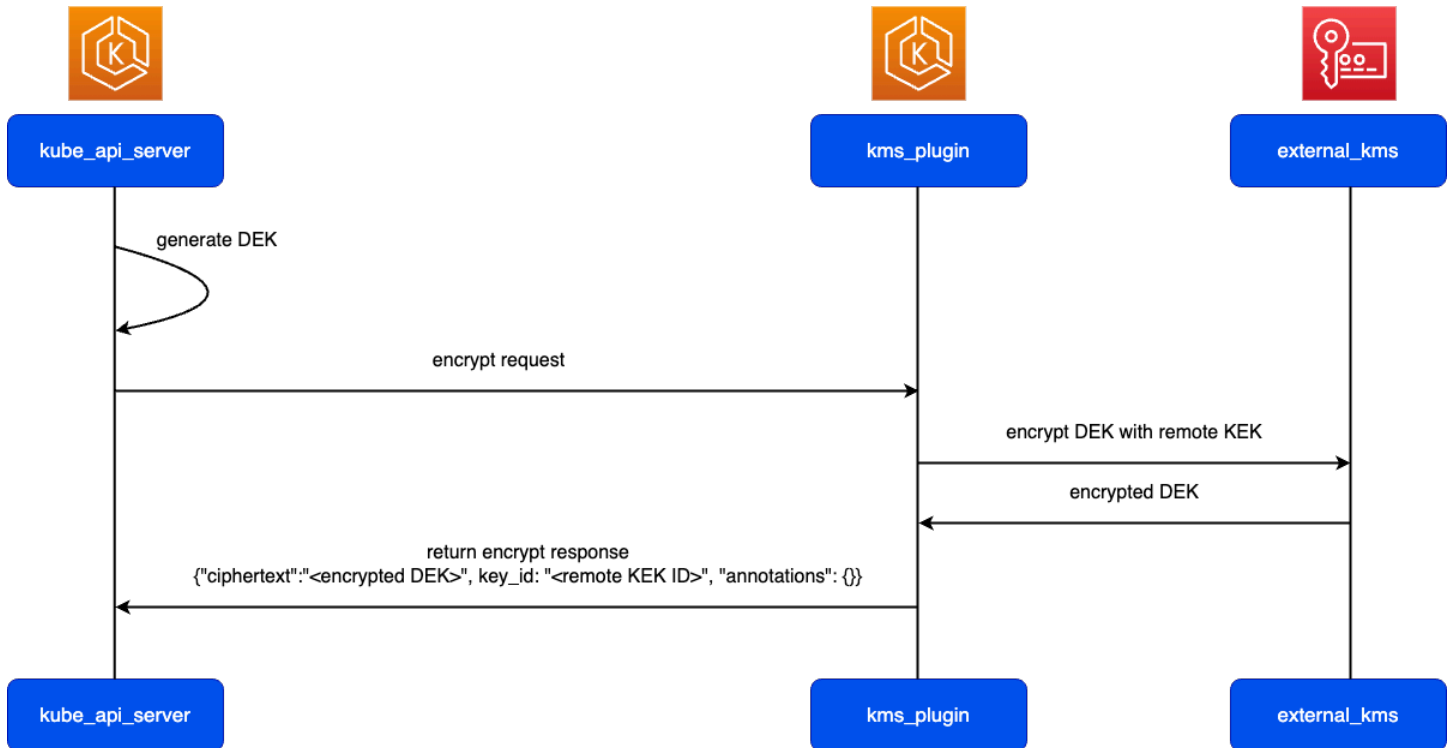 K
K
kube_api_server
kms_plugin
external_kms
generate DEK
encrypt request
encrypt DEK with remote KEK
encrypted DEK
return encrypt response
{"ciphertext":"<encrypted DEK>", key_id: "<remote KEK ID>", "annotations": {}}
kube_api_server
kms_plugin
external_kms